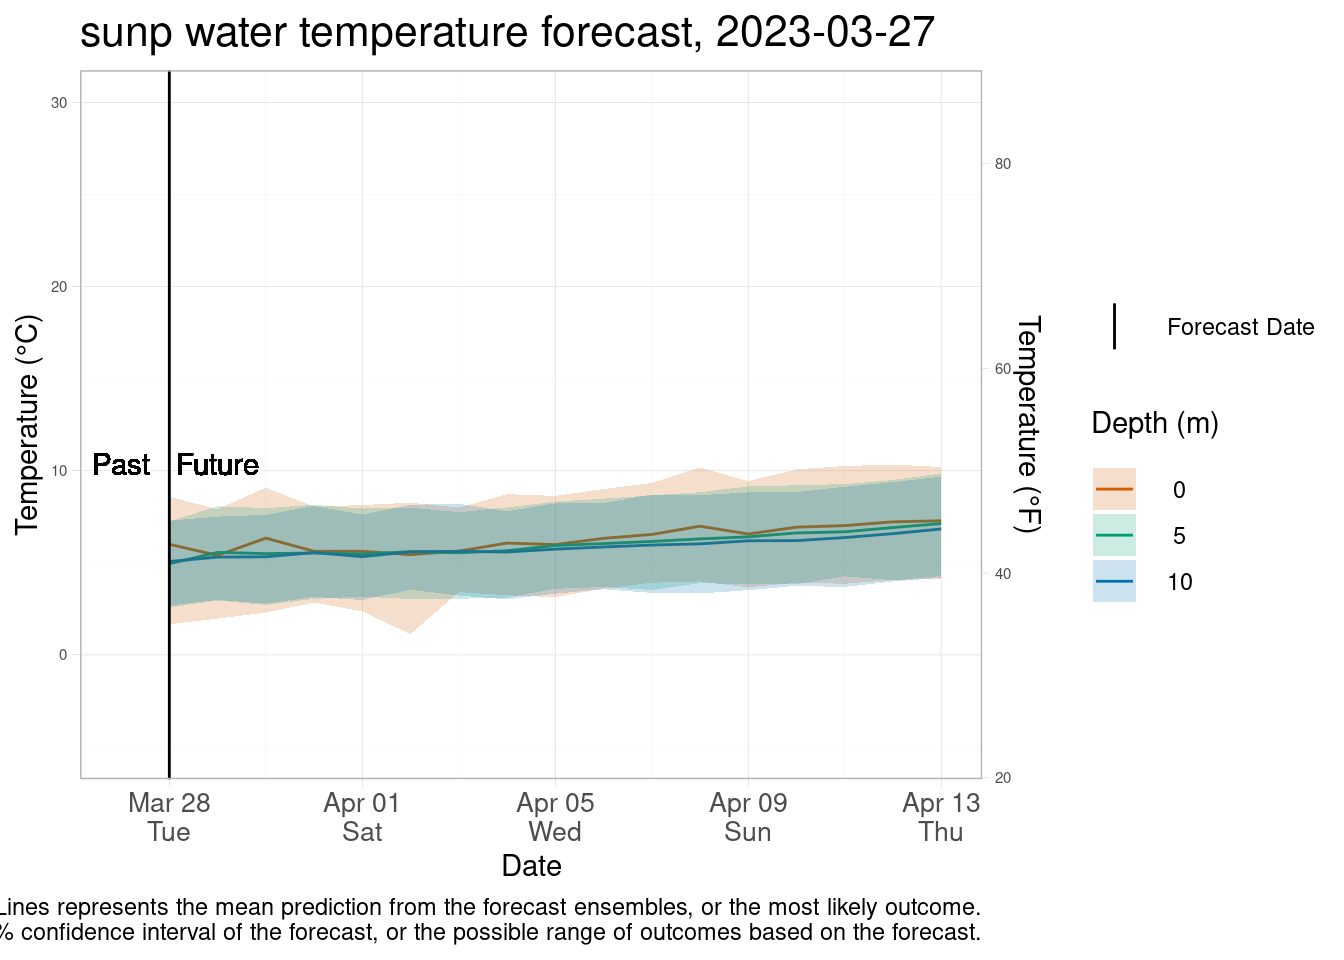 sunp water temperature forecast, 2023-03-27
30
20
10
0
Temperature (°C)
Past
Future
80
60
40
20
Temperature (°F)
Mar 28
Tue
Apr 01
Sat
Apr 05
Wed
Apr 09
Sun
Apr 13
Thu
Date
Forecast Date
Depth (m)
0
5
10
Lines represents the mean prediction from the forecast ensembles, or the most likely outcome.
% confidence interval of the forecast, or the possible range of outcomes based on the forecast.